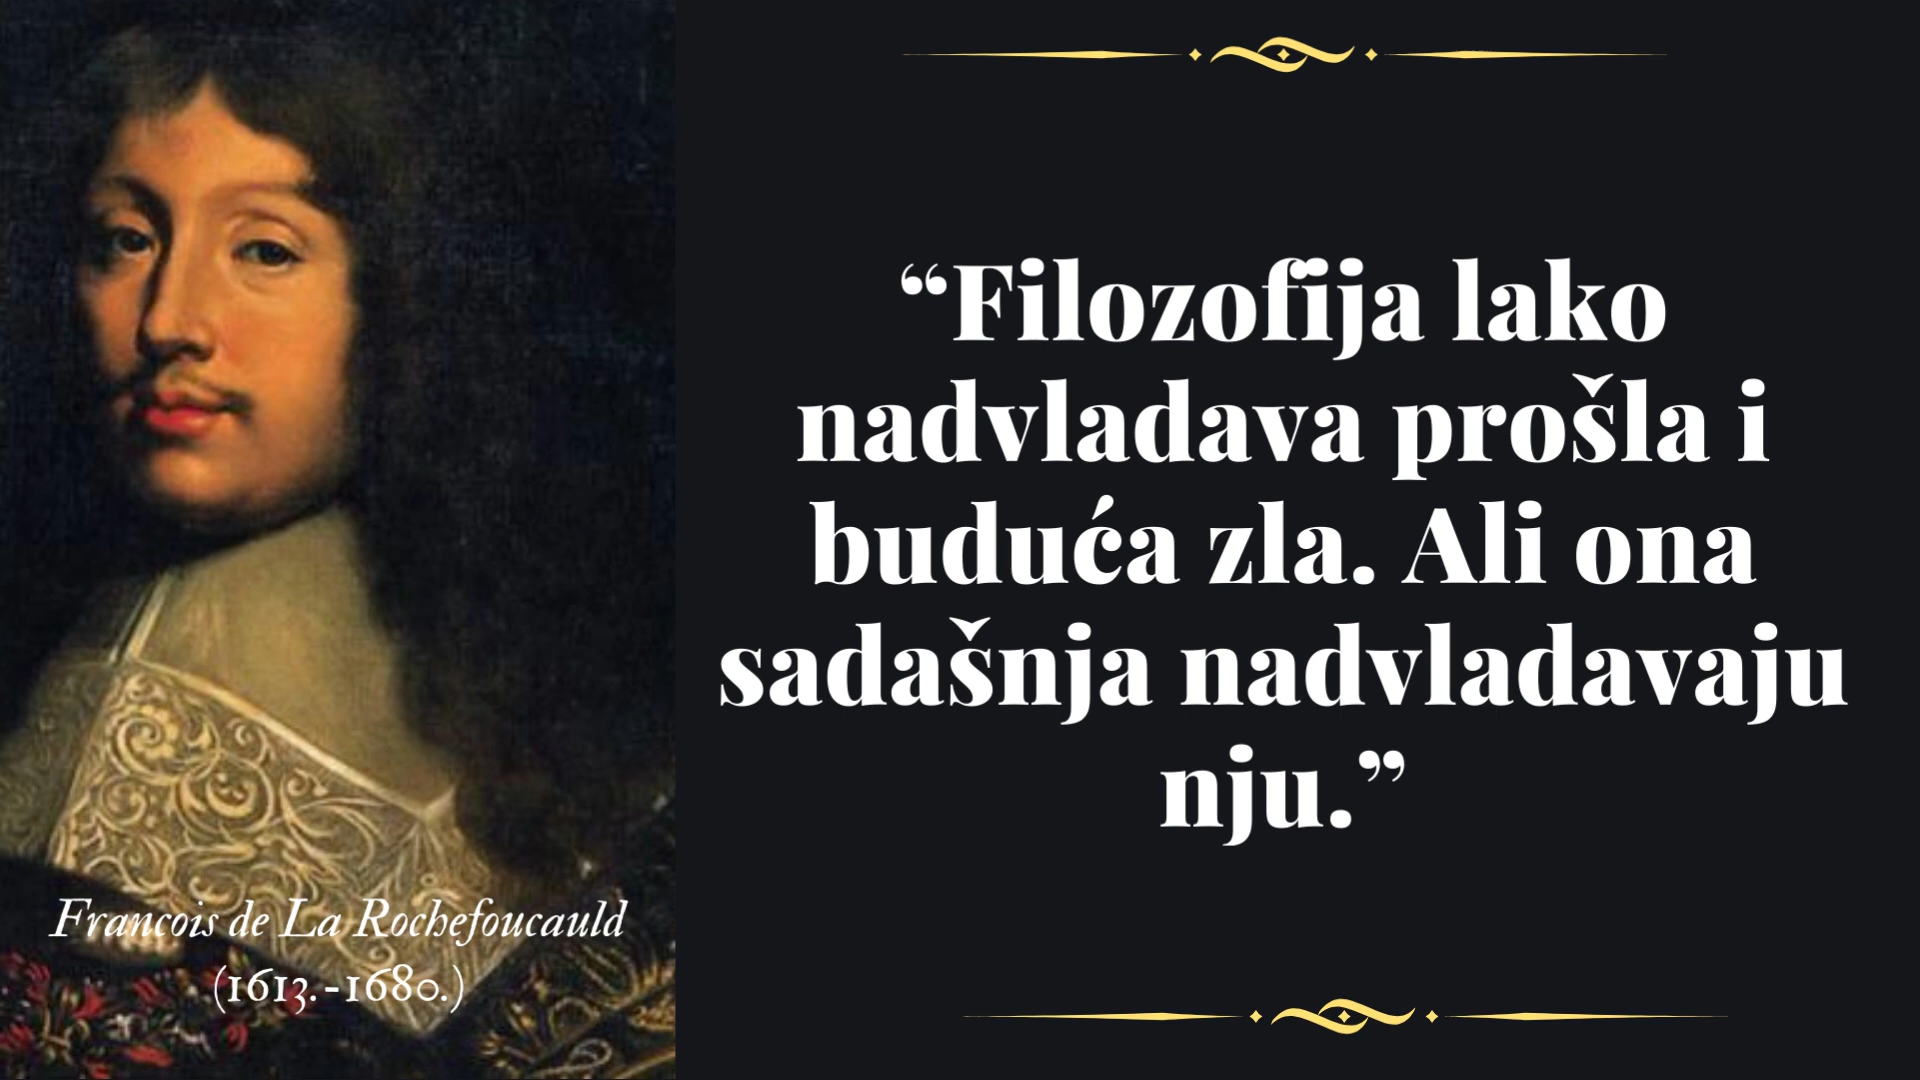 “Filozofija lako
nadvladava prošla i
buduća zla. Ali ona
sadašnja nadvladavaju
nju.”
Francois de La Rochefoucauld
(1613.-1680.)